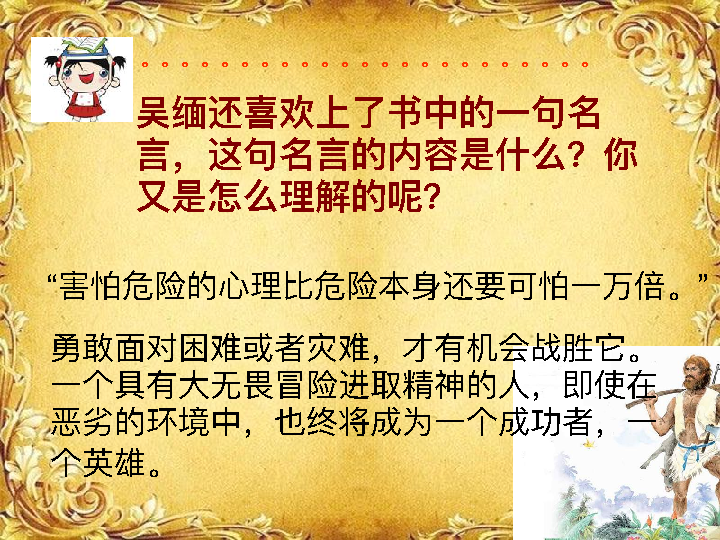 。。。。。。。。。。。。。。。。。。。。。。。
吴缅还喜欢上了书中的一句名
言，这句名言的内容是什么？你
又是怎么理解的呢？
“害怕危险的心理比危险本身还要可怕一万倍。”
勇敢面对困难或者灾难，才有机会战胜它。
一个具有大无畏冒险进取精神的人，即使在
恶劣的环境中，也终将成为一个成功者，一
个英雄。